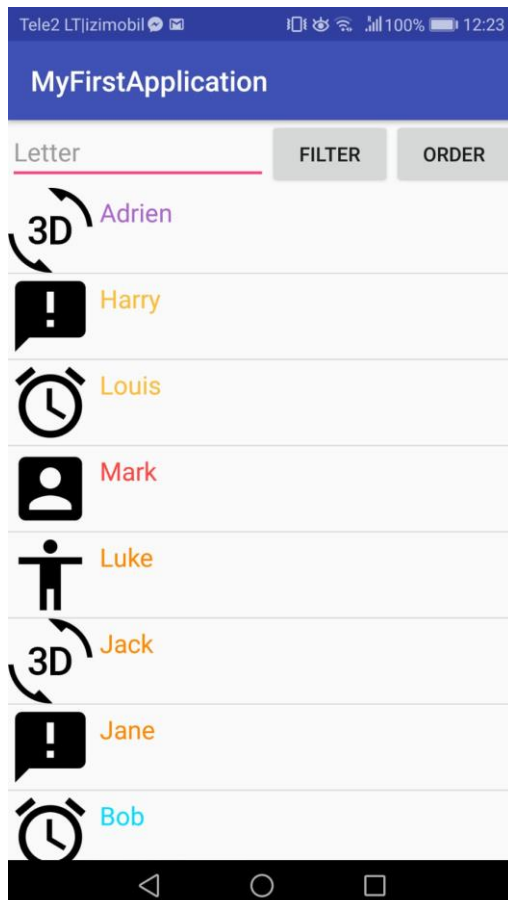 Tele2 LT|izimobil 100% 12:23
MyFirstApplication
Letter FILTER ORDER
3D Adrien
! Harry
Louis
Mark
Luke
3D Jack
! Jane
Bob